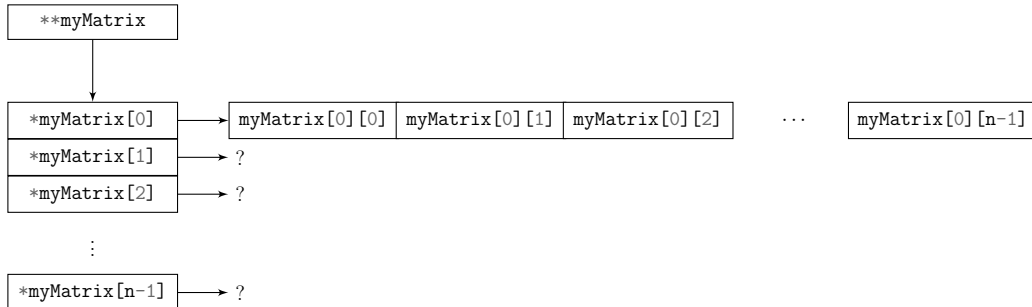 **myMatrix
*myMatrix[0] myMatrix[0][0] myMatrix[0][1] myMatrix[0][2] ... myMatrix[0][n-1]
*myMatrix[1] ?
*myMatrix[2] ?
⋮
*myMatrix[n-1] ?